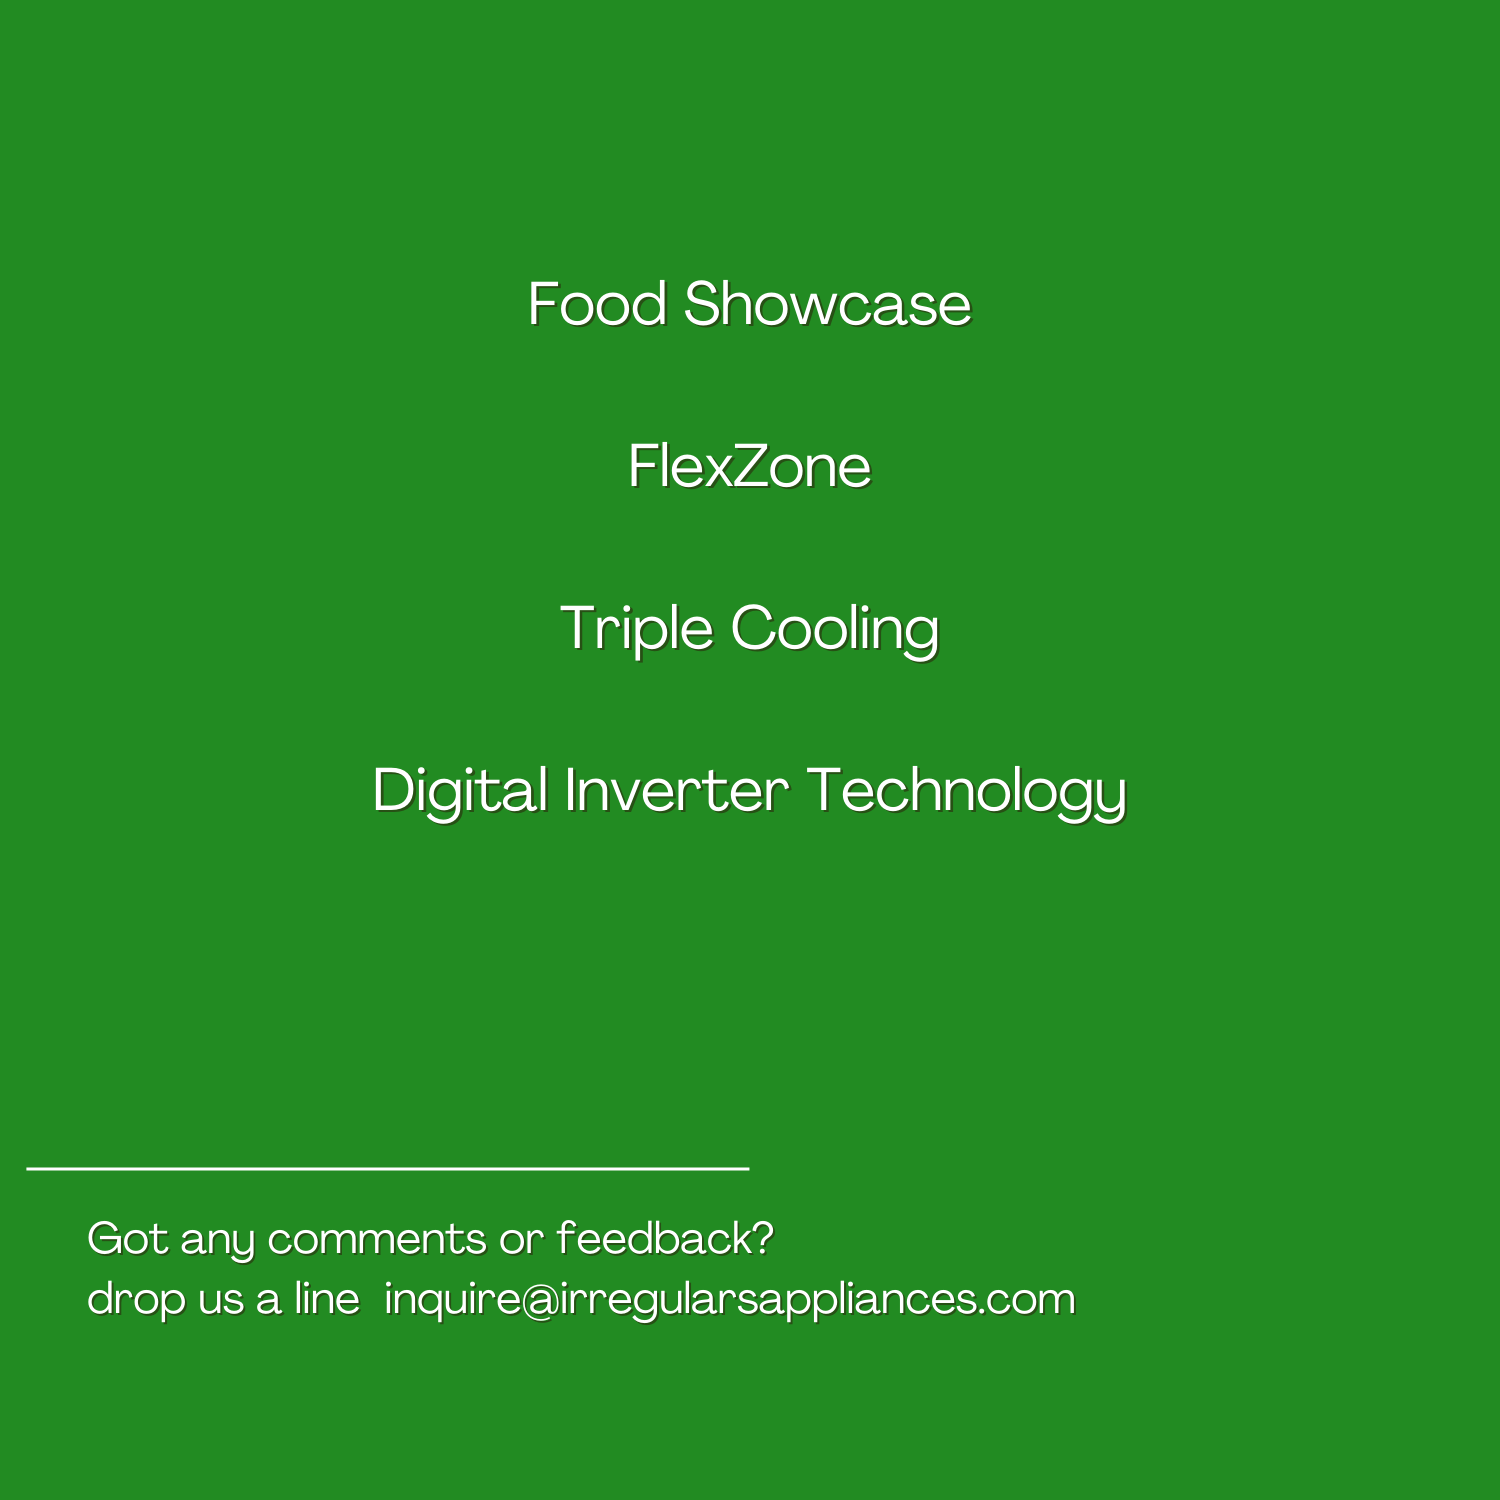 Food Showcase
FlexZone
Triple Cooling
Digital Inverter Technology
Got any comments or feedback?
drop us a line  inquire@irregularsappliances.com